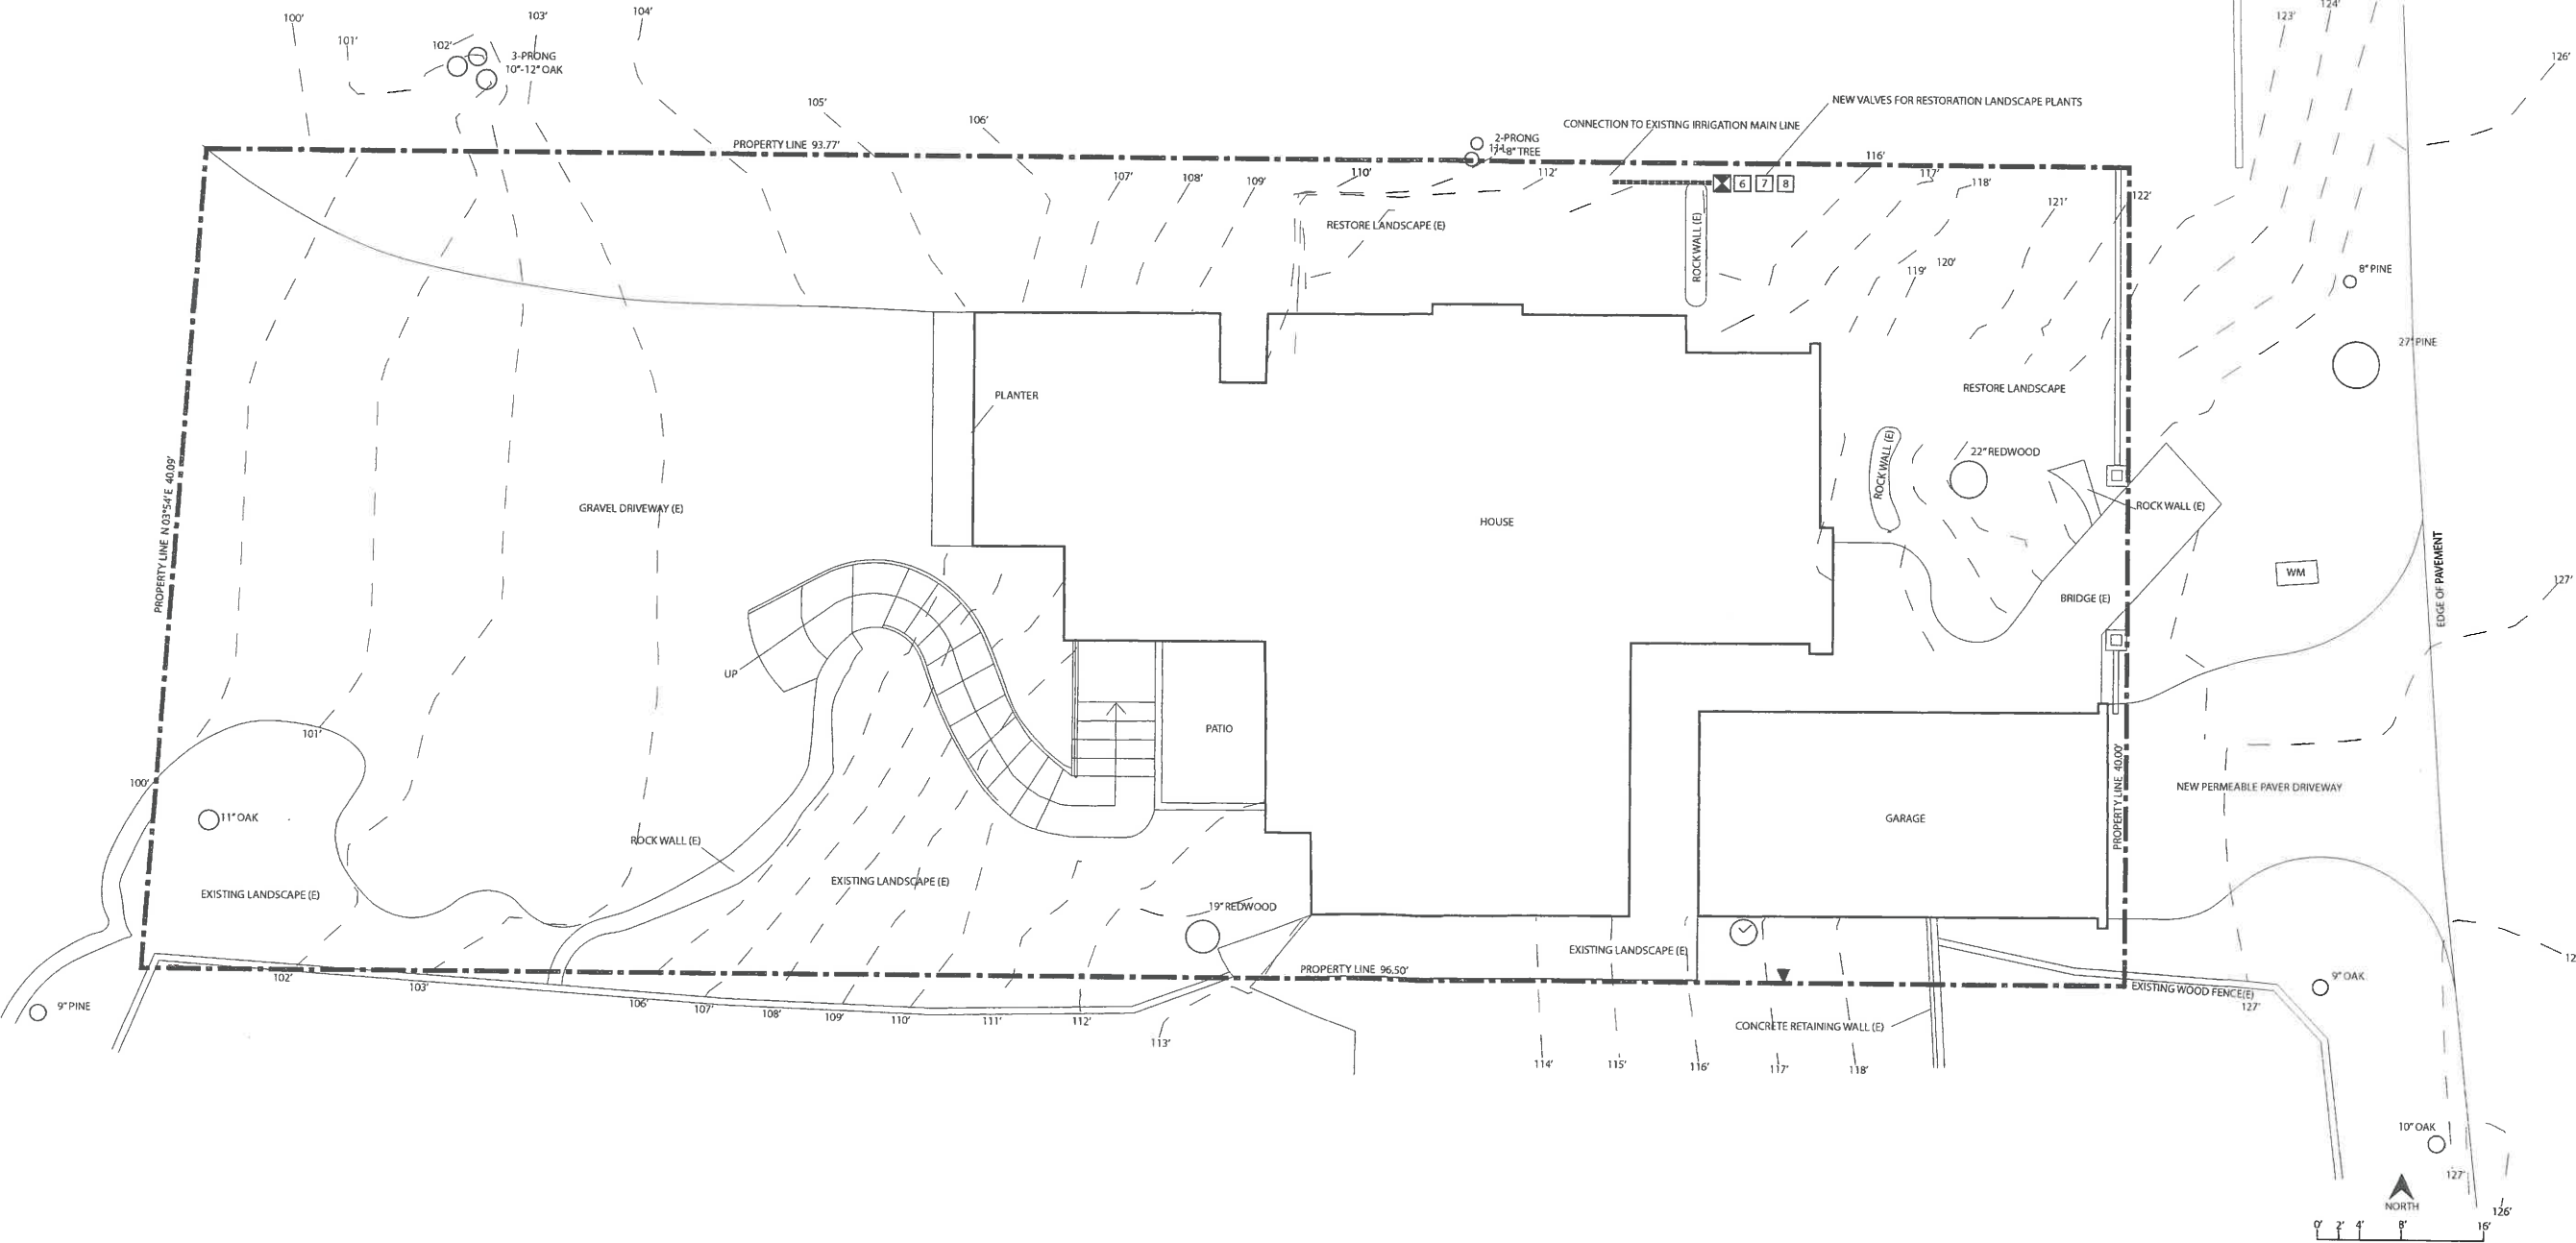 100'
101'
102'
103'
104'
3-PRONG
10"-12" OAK
105'
106'
123'
124'
126'
NEW VALVES FOR RESTORATION LANDSCAPE PLANTS
CONNECTION TO EXISTING IRRIGATION MAIN LINE
PROPERTY LINE 93.77'
2-PRONG
7"-8" TREE
116'
107'
108'
109'
110'
112'
6
7
8
117'
118'
121'
122'
RESTORE LANDSCAPE (E)
ROCK WALL (E)
119'
120'
8" PINE
27" PINE
RESTORE LANDSCAPE
PLANTER
ROCK WALL (E)
22" REDWOOD
ROCK WALL (E)
PROPERTY LINE N 03°54' E 40.09'
GRAVEL DRIVEWAY (E)
HOUSE
WM
EDGE OF PAVEMENT
127'
BRIDGE (E)
UP
PATIO
101'
100'
PROPERTY LINE 40.00'
NEW PERMEABLE PAVER DRIVEWAY
11" OAK
GARAGE
ROCK WALL (E)
EXISTING LANDSCAPE (E)
EXISTING LANDSCAPE (E)
19" REDWOOD
EXISTING LANDSCAPE (E)
PROPERTY LINE 96.50'
102'
103'
106'
107'
108'
109'
110'
111'
112'
113'
9" PINE
EXISTING WOOD FENCE(E)
127'
9" OAK
CONCRETE RETAINING WALL (E)
114'
115'
116'
117'
118'
10" OAK
127'
NORTH
126'
0'
2'
4'
8'
16'